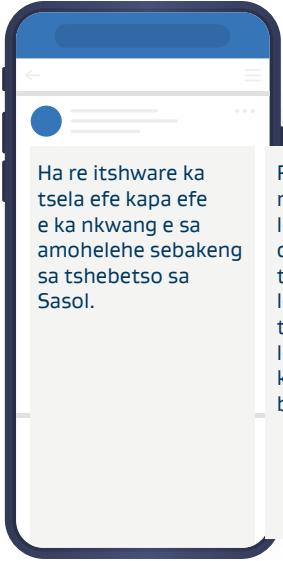 Ha re itshware ka
tsela efe kapa efe
e ka nkwang e sa
amohelehe sebakeng
sa tshebetso sa
Sasol.